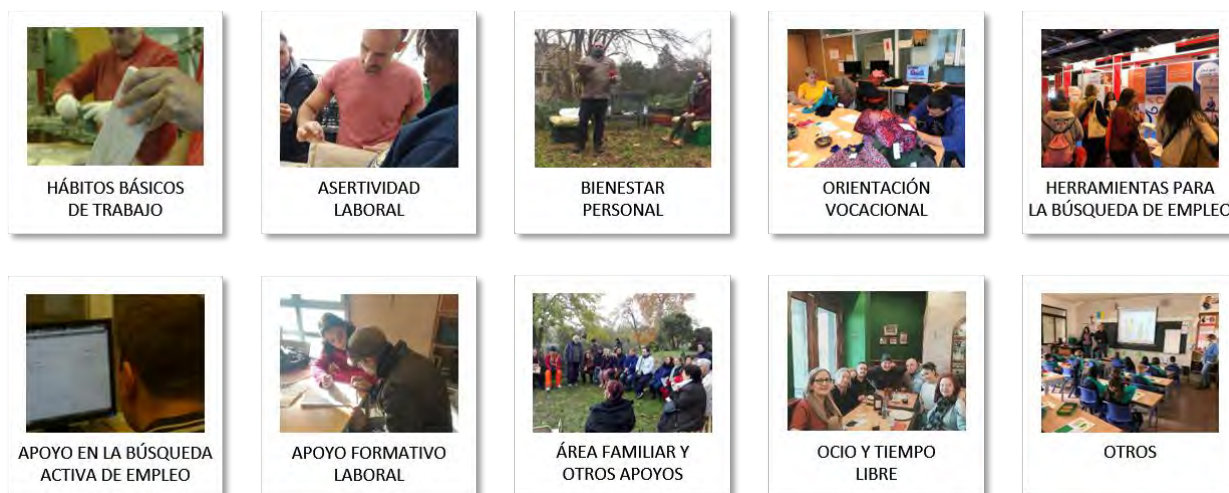 HÁBITOS BÁSICOS
DE TRABAJO
ASERTIVIDAD
LABORAL
BIENESTAR
PERSONAL
ORIENTACIÓN
VOCACIONAL
HERRAMIENTAS PARA
LA BÚSQUEDA DE EMPLEO
APOYO EN LA BÚSQUEDA
ACTIVA DE EMPLEO
APOYO FORMATIVO
LABORAL
ÁREA FAMILIAR Y
OTROS APOYOS
OCIO Y TIEMPO
LIBRE
OTROS